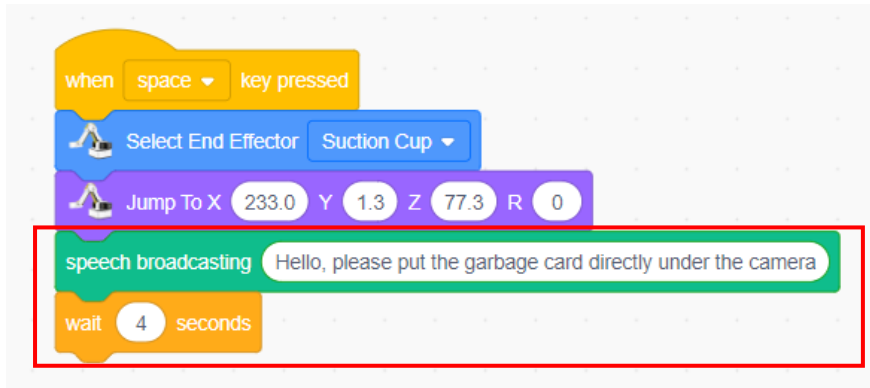 when space key pressed
Select End Effector Suction Cup
Jump To X 233.0 Y 1.3 Z 77.3 R 0
speech broadcasting Hello, please put the garbage card directly under the camera
wait 4 seconds